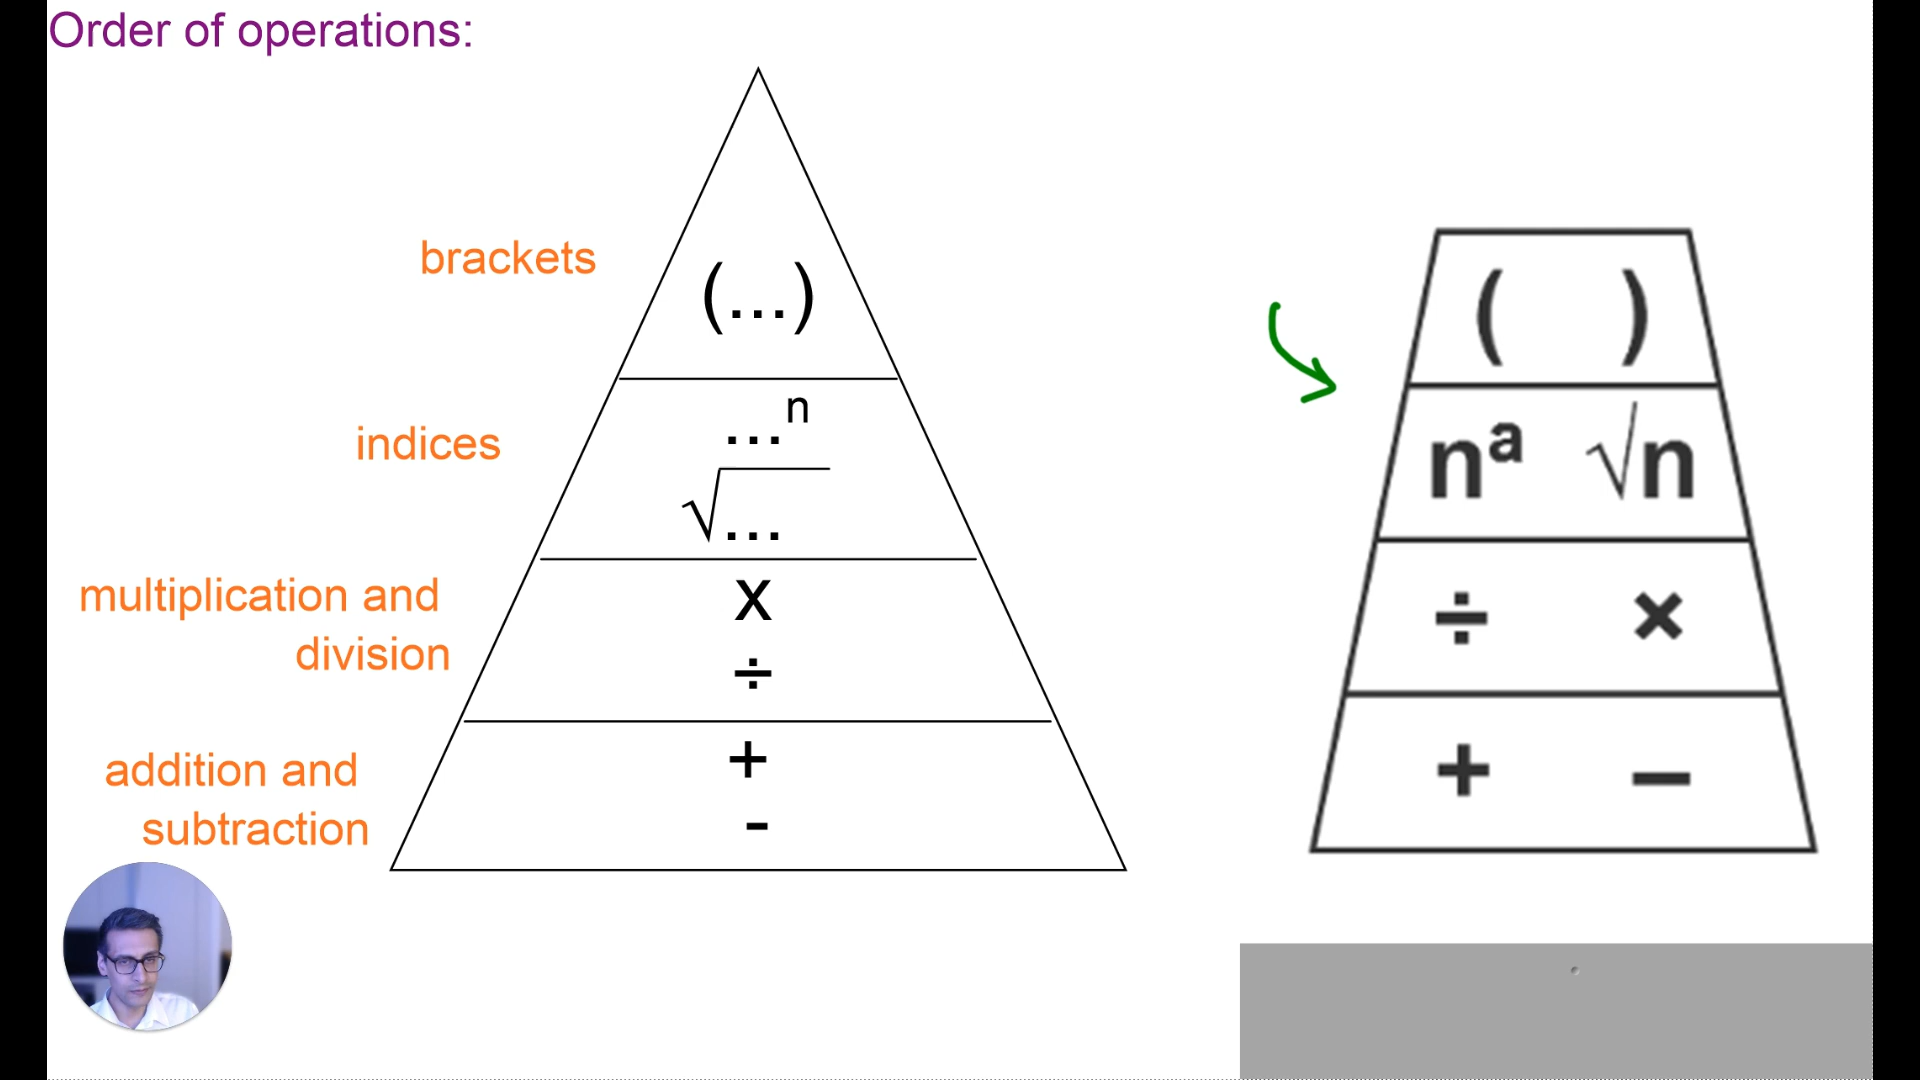 Order of operations:
brackets
(...)
indices
...ⁿ
√...
multiplication and
division
x
÷
addition and
subtraction
+
-
( )
nᵃ √n
÷ ×
+ −